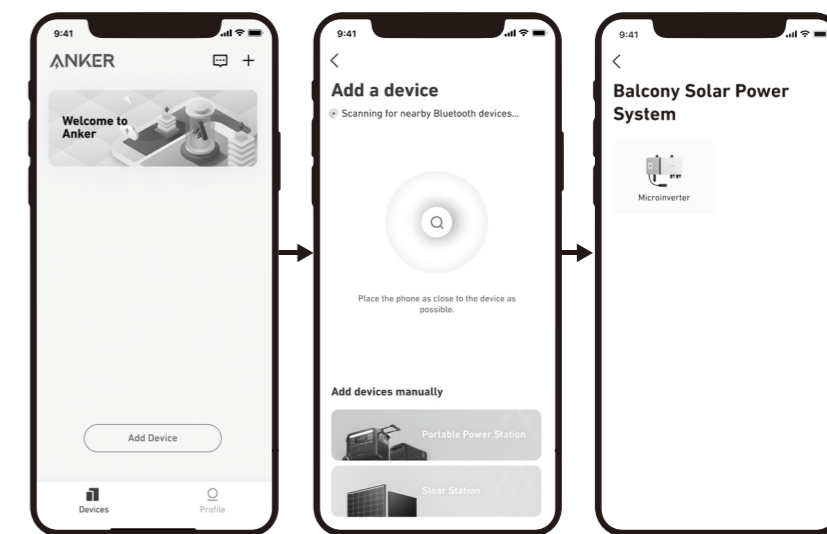 9:41
ANKER
Welcome to
Anker
Add Device
Devices
Profile
9:41
Add a device
Scanning for nearby Bluetooth devices...
Place the phone as close to the device as
possible.
Add devices manually
Portable Power Station
Sloar Station
9:41
Balcony Solar Power
System
Microinverter